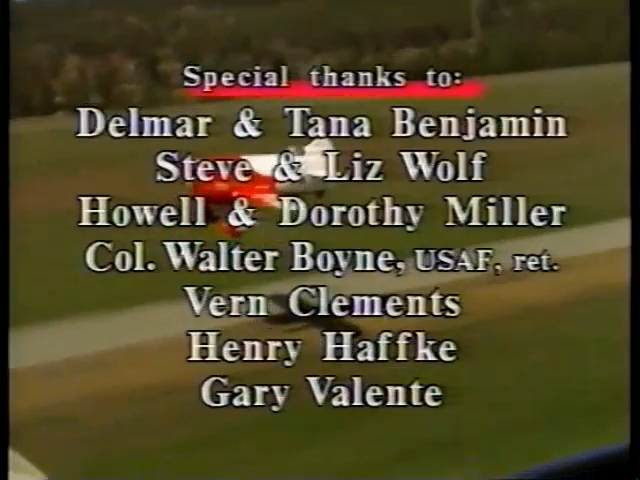 Special thanks to:
Delmar & Tana Benjamin
Steve & Liz Wolf
Howell & Dorothy Miller
Col. Walter Boyne, USAF, ret.
Vern Clements
Henry Haffke
Gary Valente